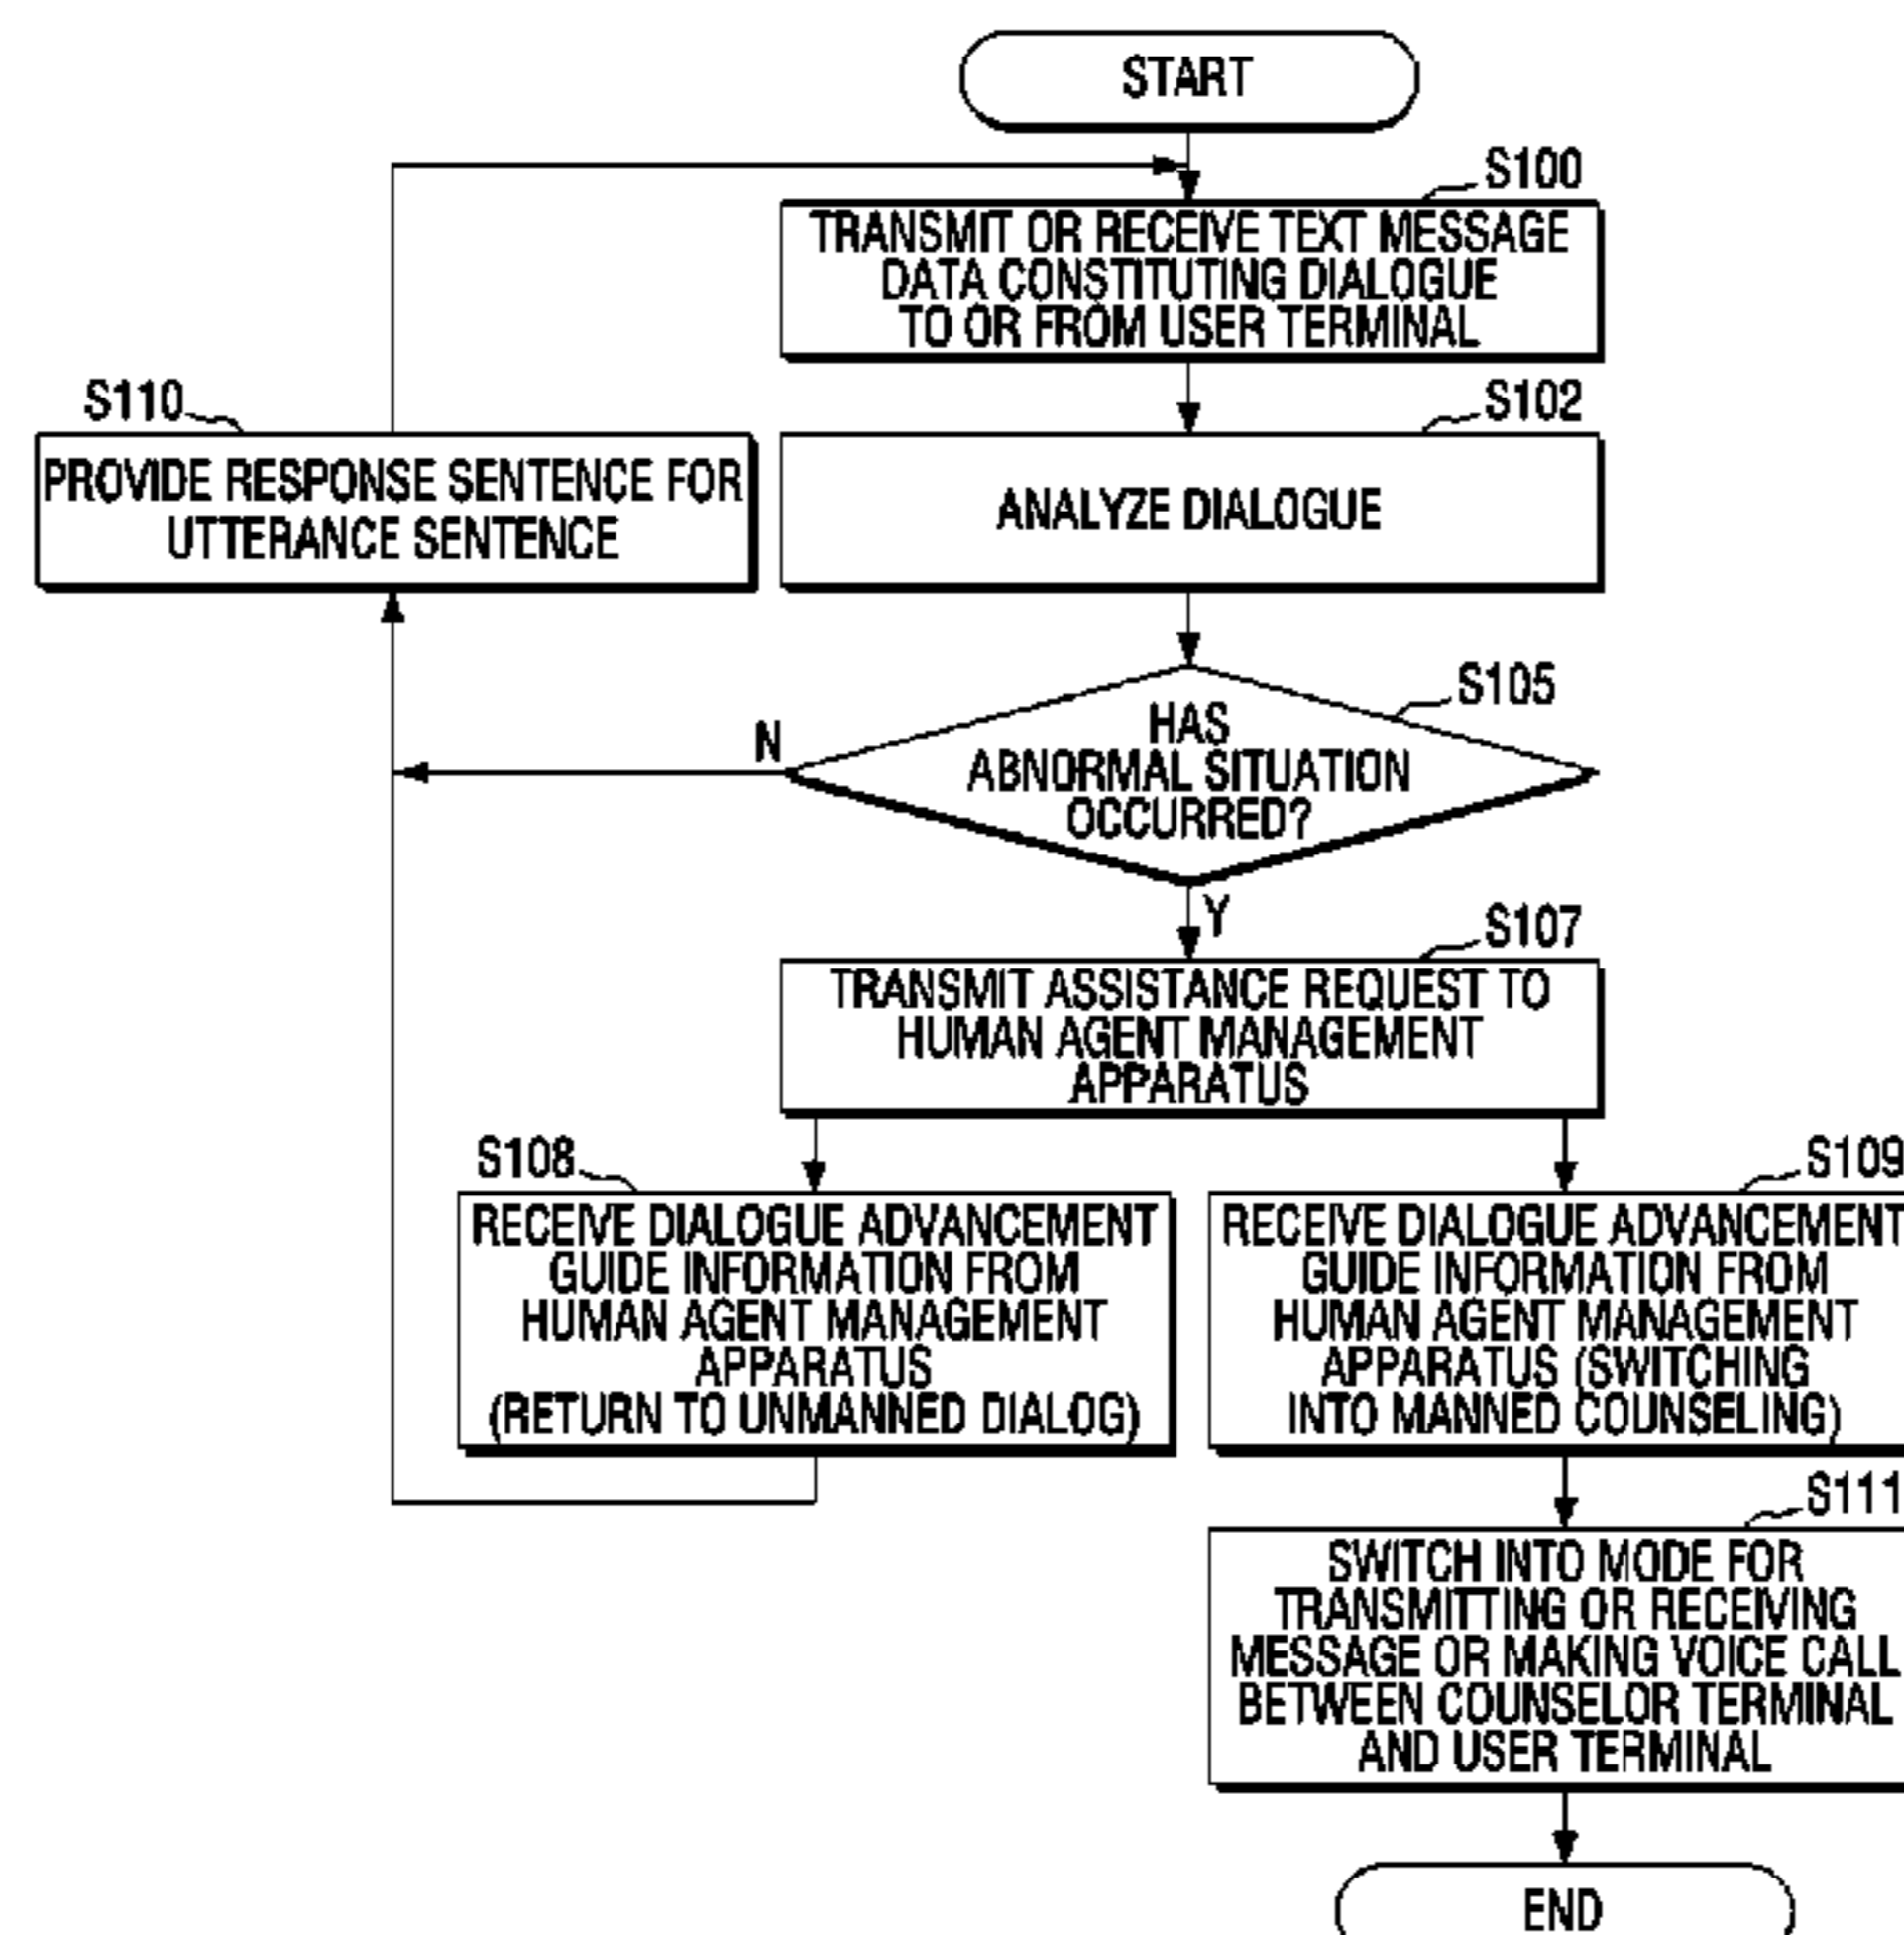 START
S100
TRANSMIT OR RECEIVE TEXT MESSAGE
DATA CONSTITUTING DIALOGUE
TO OR FROM USER TERMINAL
S110
PROVIDE RESPONSE SENTENCE FOR
UTTERANCE SENTENCE
S102
ANALYZE DIALOGUE
S105
HAS
ABNORMAL SITUATION
OCCURRED?
N
Y
S107
TRANSMIT ASSISTANCE REQUEST TO
HUMAN AGENT MANAGEMENT
APPARATUS
S108
RECEIVE DIALOGUE ADVANCEMENT
GUIDE INFORMATION FROM
HUMAN AGENT MANAGEMENT
APPARATUS
(RETURN TO UNMANNED DIALOG)
S109
RECEIVE DIALOGUE ADVANCEMENT
GUIDE INFORMATION FROM
HUMAN AGENT MANAGEMENT
APPARATUS (SWITCHING
INTO MANNED COUNSELING)
S111
SWITCH INTO MODE FOR
TRANSMITTING OR RECEIVING
MESSAGE OR MAKING VOICE CALL
BETWEEN COUNSELOR TERMINAL
AND USER TERMINAL
END